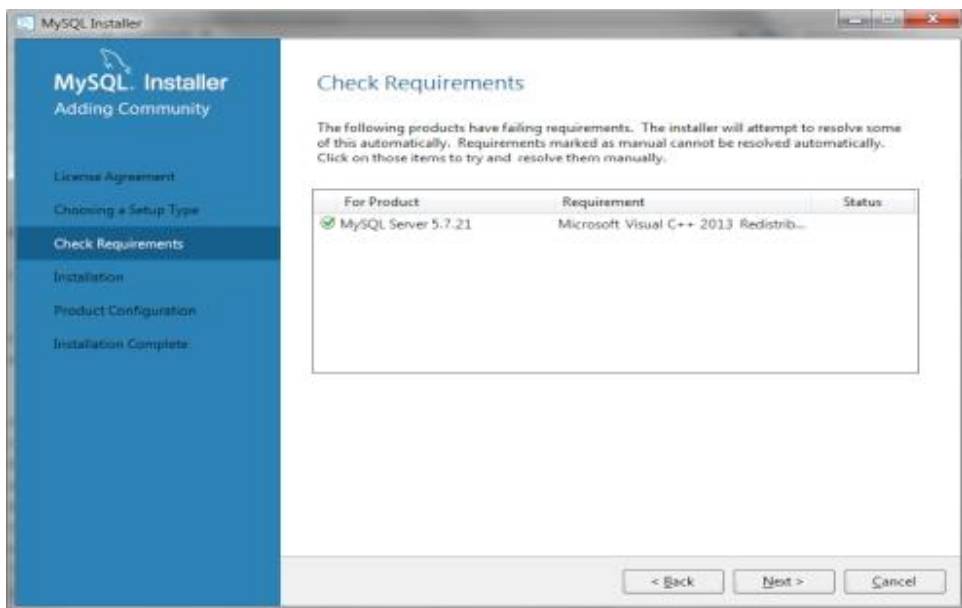 MySQL Installer
MySQL. Installer
Adding Community
License Agreement
Choosing a Setup Type
Check Requirements
Installation
Product Configuration
Installation Complete
Check Requirements
The following products have failing requirements. The installer will attempt to resolve some
of this automatically. Requirements marked as manual cannot be resolved automatically.
Click on those items to try and resolve them manually.
For Product Requirement Status
MySQL Server 5.7.21 Microsoft Visual C++ 2013 Redistrib...
< Back Next > Cancel